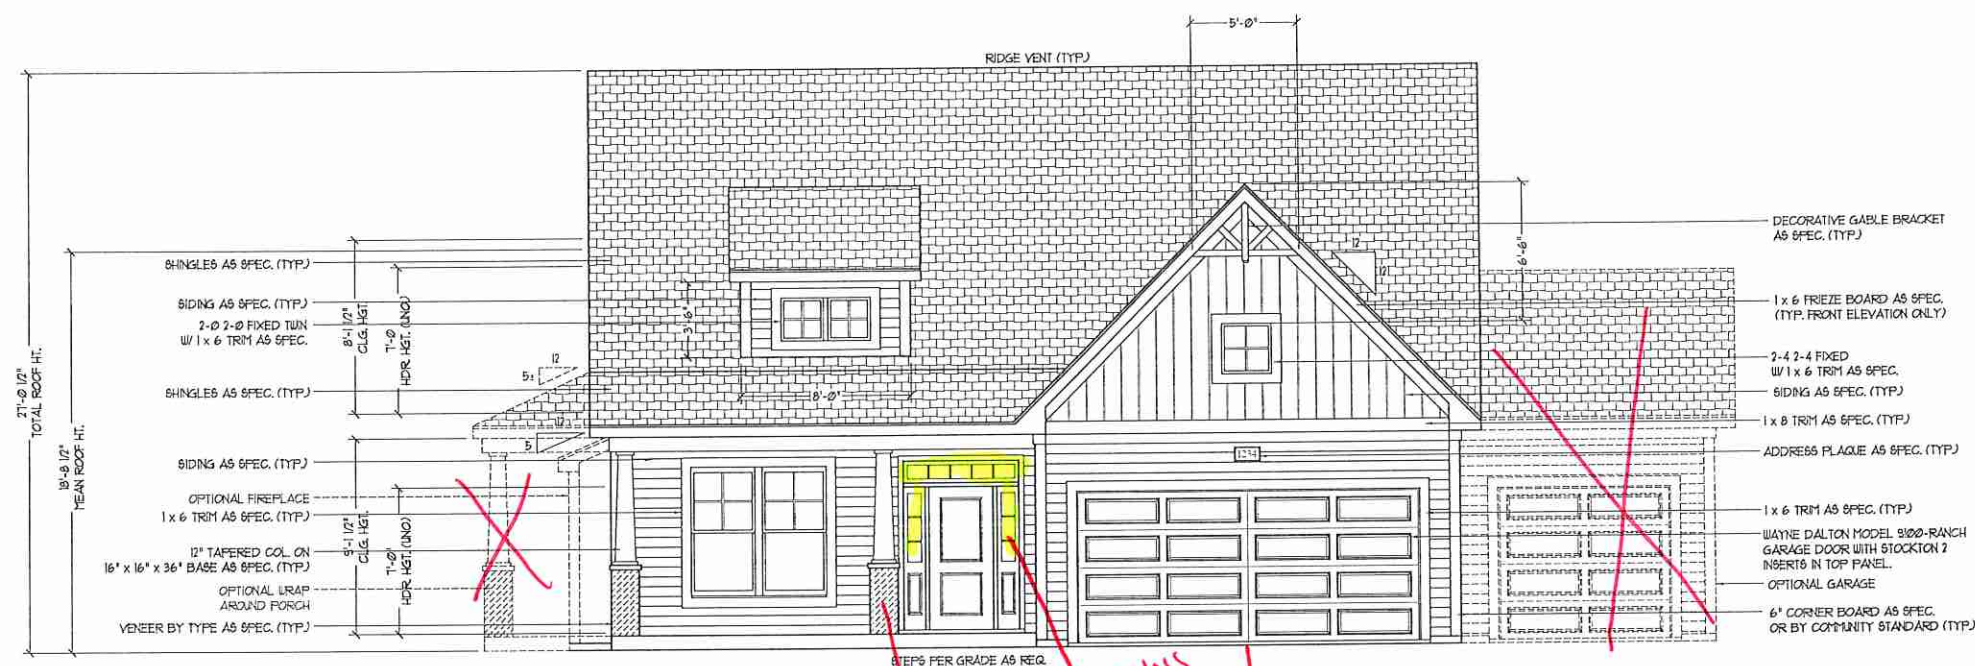 5'-0"
RIDGE VENT (TYP.)
DECORATIVE GABLE BRACKET
AS SPEC. (TYP.)
6'-6"
12
12
SHINGLES AS SPEC. (TYP.)
SIDING AS SPEC. (TYP.)
2-0 2-0 FIXED TWIN
W/ 1 x 6 TRIM AS SPEC.
3'-6"
8'-1 1/2"
CLG. HGT.
7'-0
HDR. HGT. (UNO.)
1 x 6 FRIEZE BOARD AS SPEC.
(TYP. FRONT ELEVATION ONLY)
2-4 2-4 FIXED
W/ 1 x 6 TRIM AS SPEC.
12
5
SHINGLES AS SPEC. (TYP.)
8'-0"
SIDING AS SPEC. (TYP.)
21'-0 1/2"
TOTAL ROOF HT.
18'-8 1/2"
MEAN ROOF HT.
12
5
1 x 8 TRIM AS SPEC. (TYP.)
SIDING AS SPEC. (TYP.)
1234
ADDRESS PLAQUE AS SPEC. (TYP.)
OPTIONAL FIREPLACE
1 x 6 TRIM AS SPEC. (TYP.)
9'-1 1/2"
CLG. HGT.
7'-0"
HDR. HGT. (UNO.)
1 x 6 TRIM AS SPEC. (TYP.)
12" TAPERED COL. ON
16" x 16" x 36" BASE AS SPEC. (TYP.)
WAYNE DALTON MODEL 9100-RANCH
GARAGE DOOR WITH STOCKTON 2
INSERTS IN TOP PANEL.
OPTIONAL WRAP
AROUND PORCH
OPTIONAL GARAGE
VENEER BY TYPE AS SPEC. (TYP.)
6" CORNER BOARD AS SPEC.
OR BY COMMUNITY STANDARD (TYP.)
STEPS PER GRADE AS REQ.